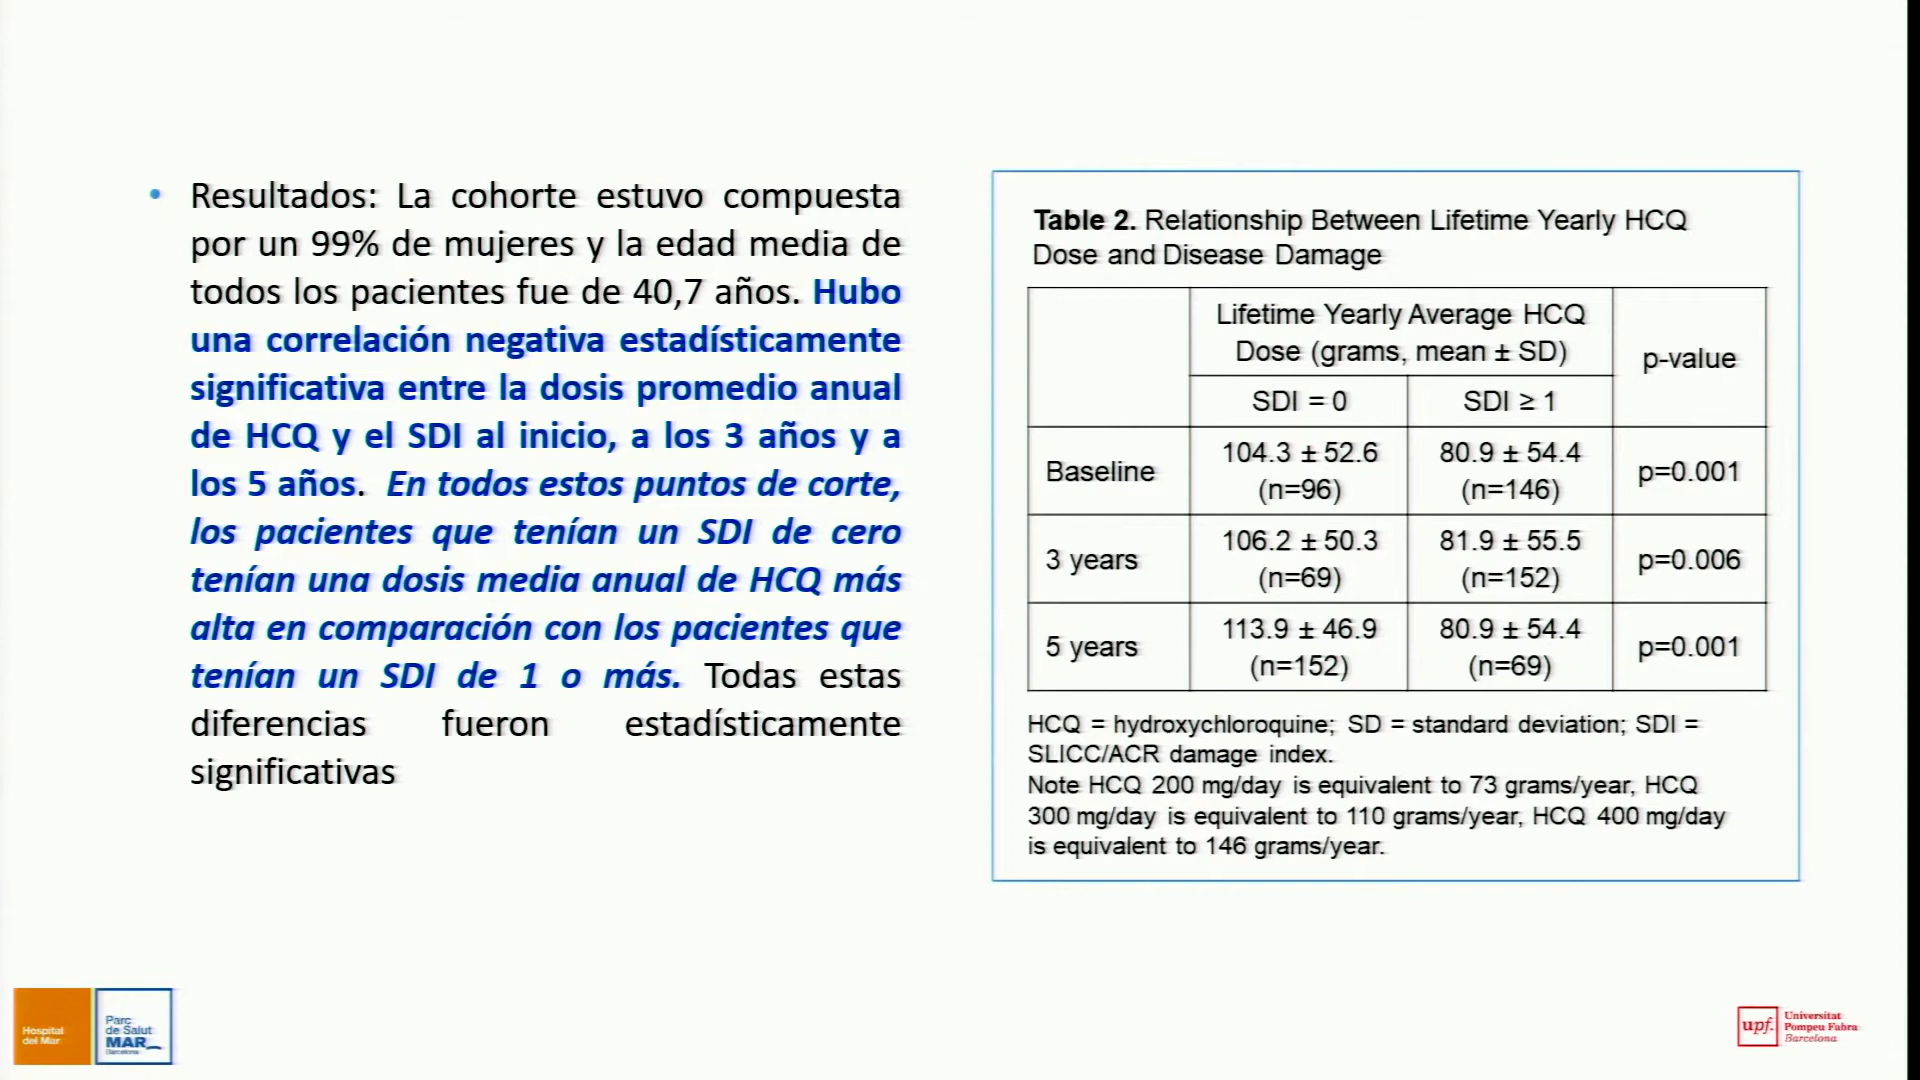 • Resultados: La cohorte estuvo compuesta
por un 99% de mujeres y la edad media de
todos los pacientes fue de 40,7 años. Hubo
una correlación negativa estadísticamente
significativa entre la dosis promedio anual
de HCQ y el SDI al inicio, a los 3 años y a
los 5 años. En todos estos puntos de corte,
los pacientes que tenían un SDI de cero
tenían una dosis media anual de HCQ más
alta en comparación con los pacientes que
tenían un SDI de 1 o más. Todas estas
diferencias fueron estadísticamente
significativas
Table 2. Relationship Between Lifetime Yearly HCQ
Dose and Disease Damage
Lifetime Yearly Average HCQ
Dose (grams, mean ± SD)
p-value
SDI = 0
SDI ≥ 1
Baseline
104.3 ± 52.6
(n=96)
80.9 ± 54.4
(n=146)
p=0.001
3 years
106.2 ± 50.3
(n=69)
81.9 ± 55.5
(n=152)
p=0.006
5 years
113.9 ± 46.9
(n=152)
80.9 ± 54.4
(n=69)
p=0.001
HCQ = hydroxychloroquine; SD = standard deviation; SDI =
SLICC/ACR damage index.
Note HCQ 200 mg/day is equivalent to 73 grams/year, HCQ
300 mg/day is equivalent to 110 grams/year, HCQ 400 mg/day
is equivalent to 146 grams/year.
Hospital
del Mar
Parc
de Salut
MAR
Barcelona
upf.
Universitat
Pompeu Fabra
Barcelona